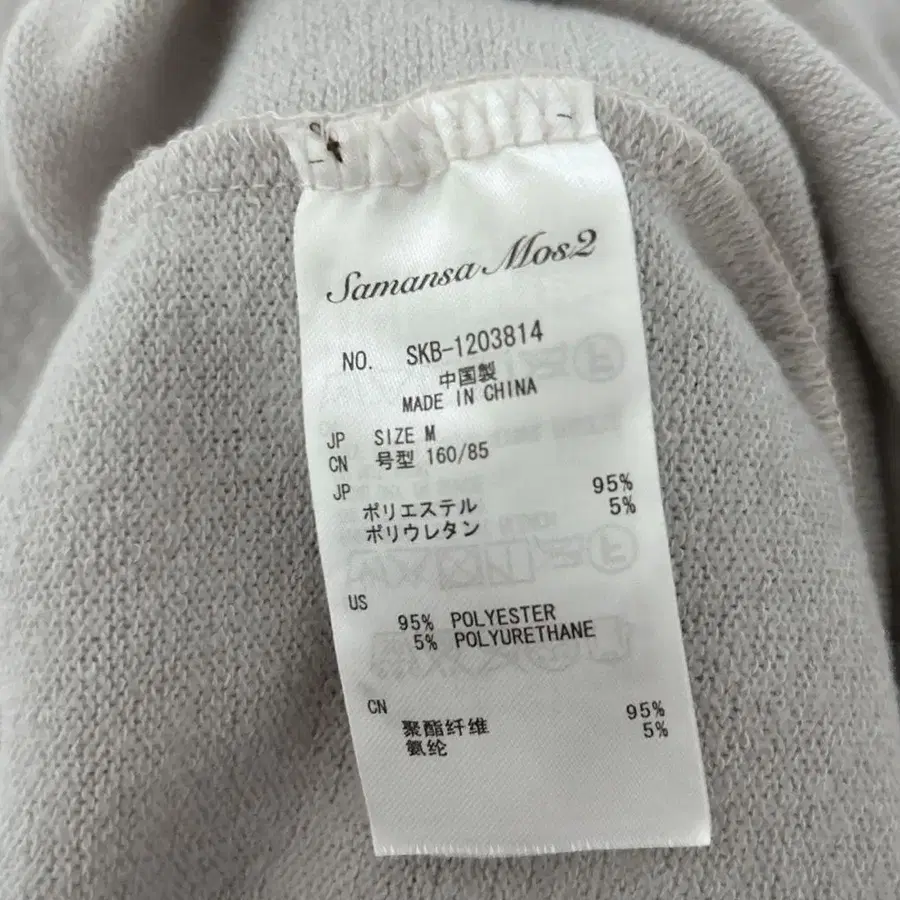 Samansa Mos2
NO. SKB-1203814
中国製
MADE IN CHINA
JP SIZE M
CN 号型 160/85
JP
ポリエステル 95%
ポリウレタン 5%
US
95% POLYESTER
5% POLYURETHANE
CN
聚酯纤维 95%
氨纶 5%